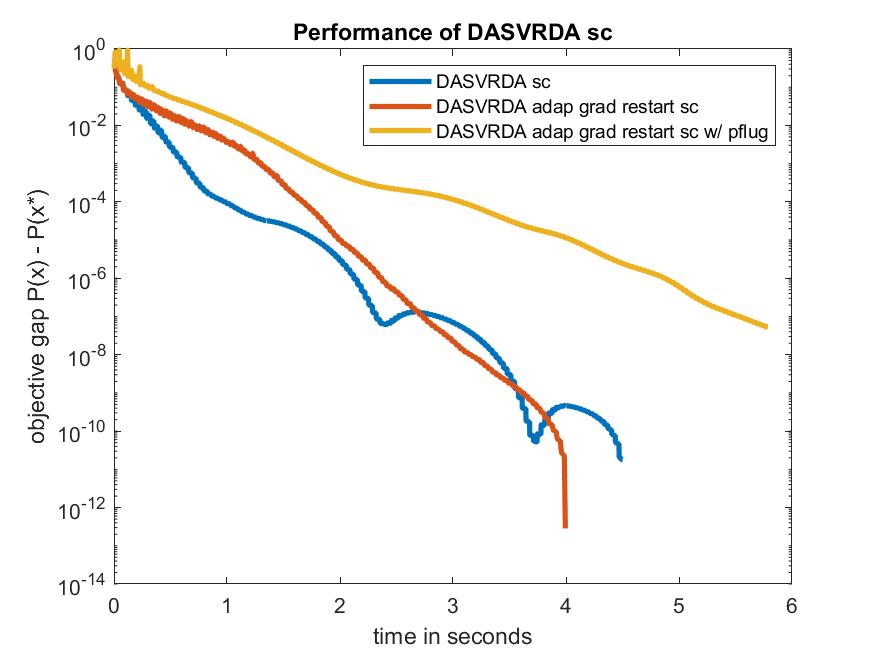 Performance of DASVRDA sc
10^0
10^-2
10^-4
10^-6
10^-8
10^-10
10^-12
10^-14
objective gap P(x) - P(x*)
DASVRDA sc
DASVRDA adap grad restart sc
DASVRDA adap grad restart sc w/ pflug
0 1 2 3 4 5 6
time in seconds